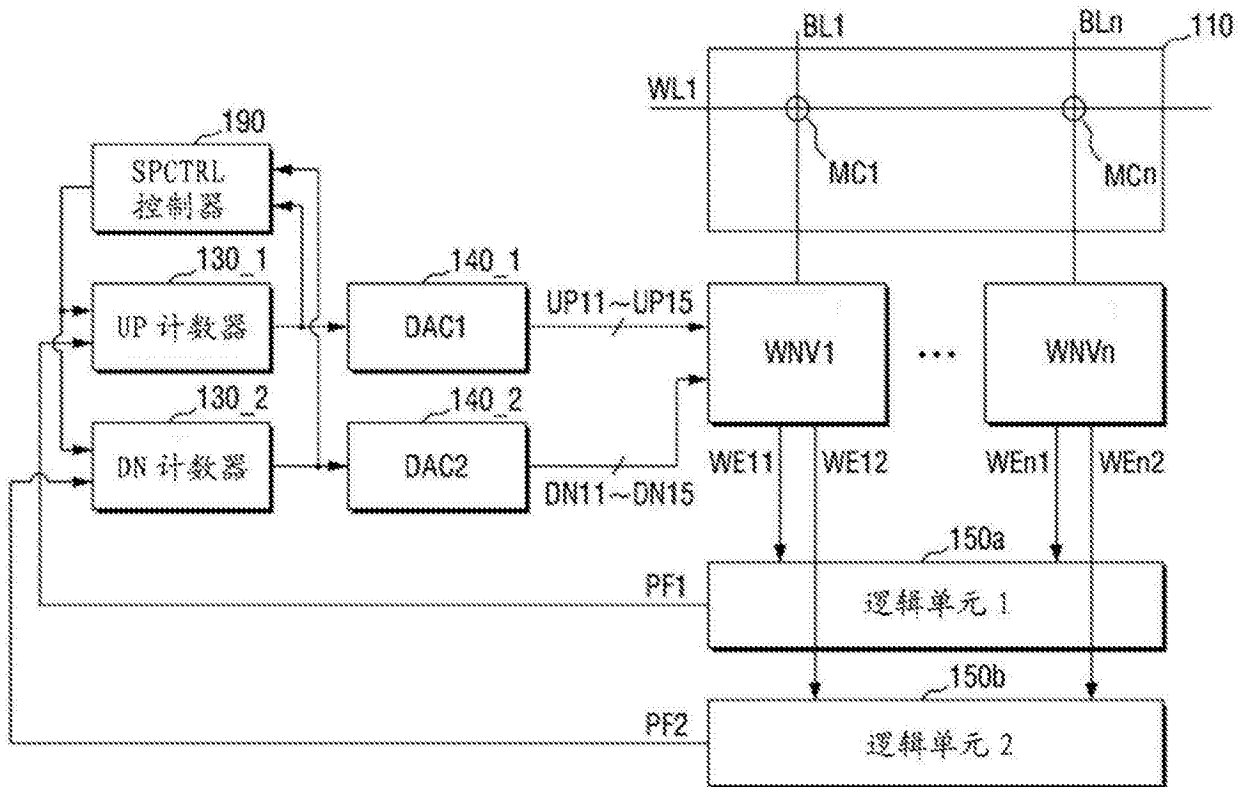 BL1
BLn
110
WL1
MC1
MCn
190
SPCTRL
控制器
130_1
UP 计数器
140_1
DAC1
UP11~UP15
WNV1
...
WNVn
130_2
DN 计数器
140_2
DAC2
DN11~DN15
WE11
WE12
WEn1
WEn2
150a
PF1
逻辑单元 1
150b
PF2
逻辑单元 2